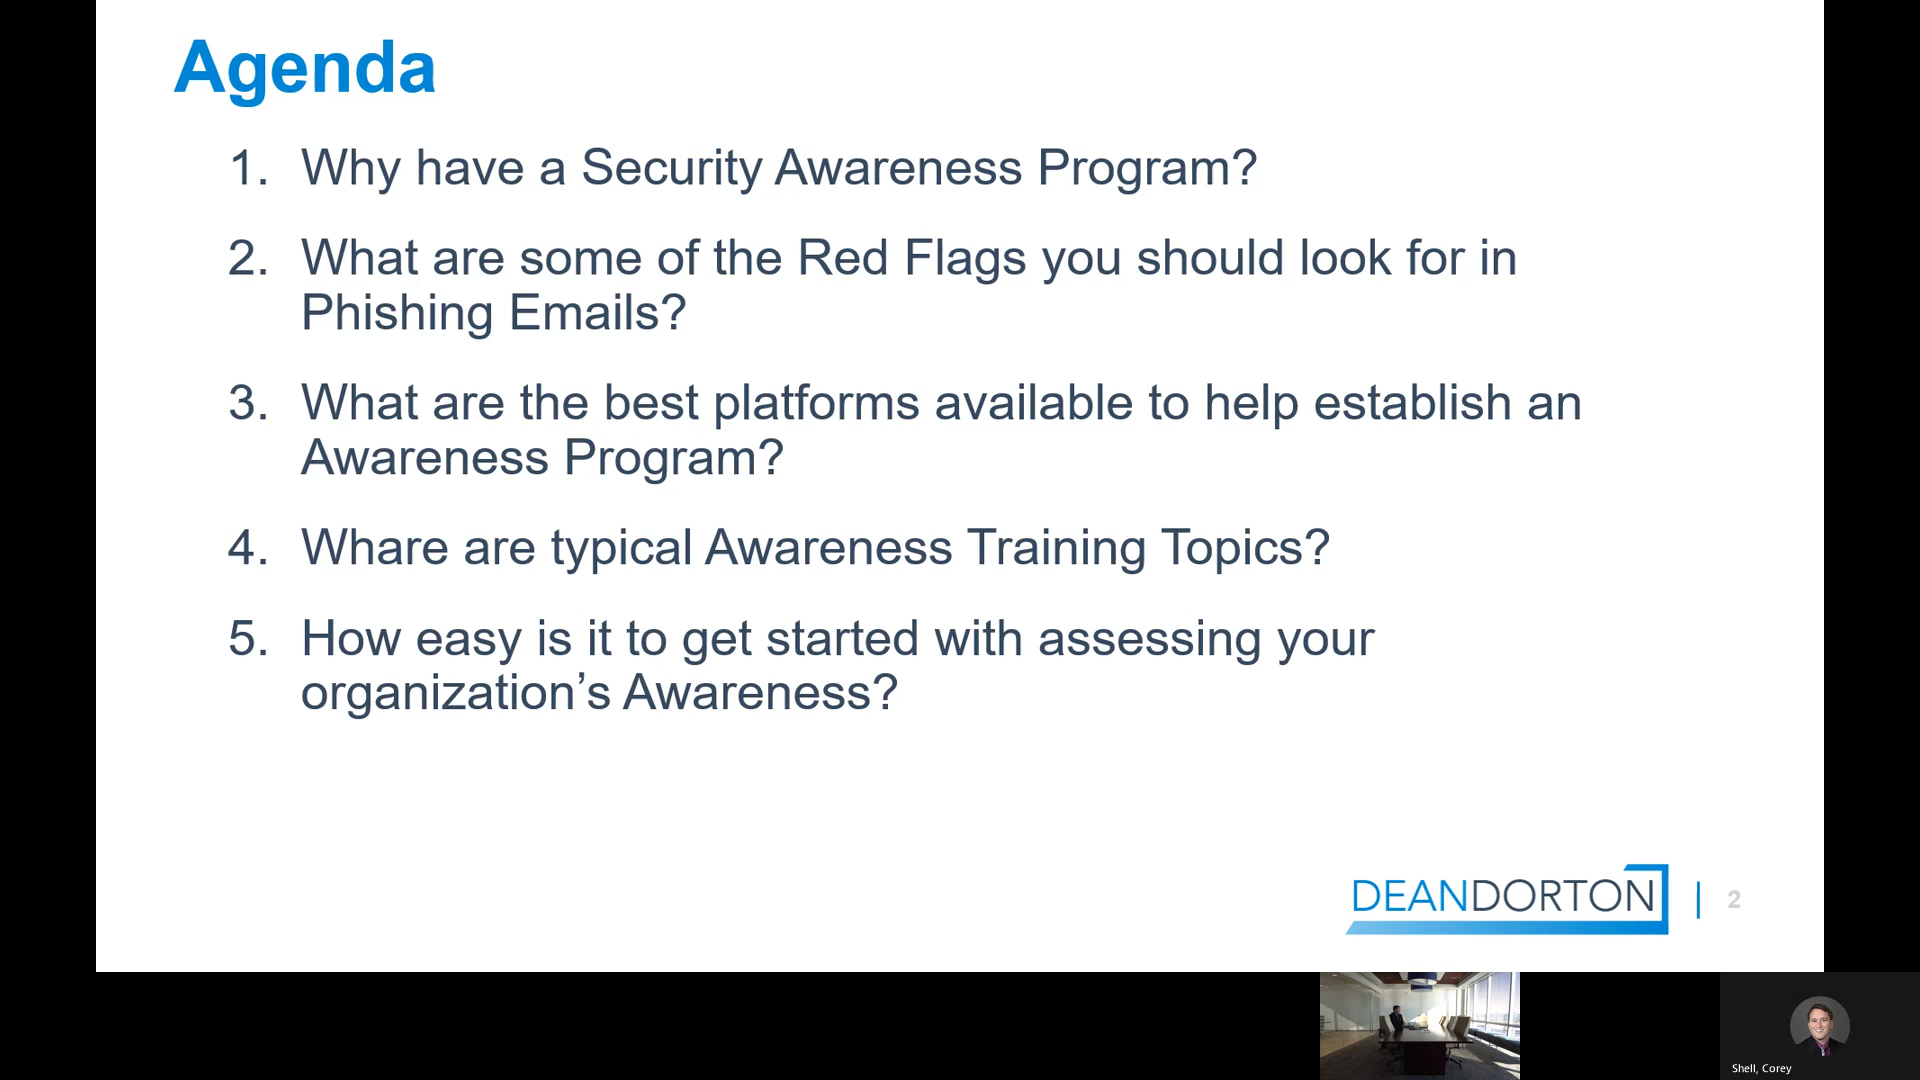 Agenda
1. Why have a Security Awareness Program?
2. What are some of the Red Flags you should look for in
Phishing Emails?
3. What are the best platforms available to help establish an
Awareness Program?
4. Whare are typical Awareness Training Topics?
5. How easy is it to get started with assessing your
organization’s Awareness?
DEANDORTON
2
Shell, Corey